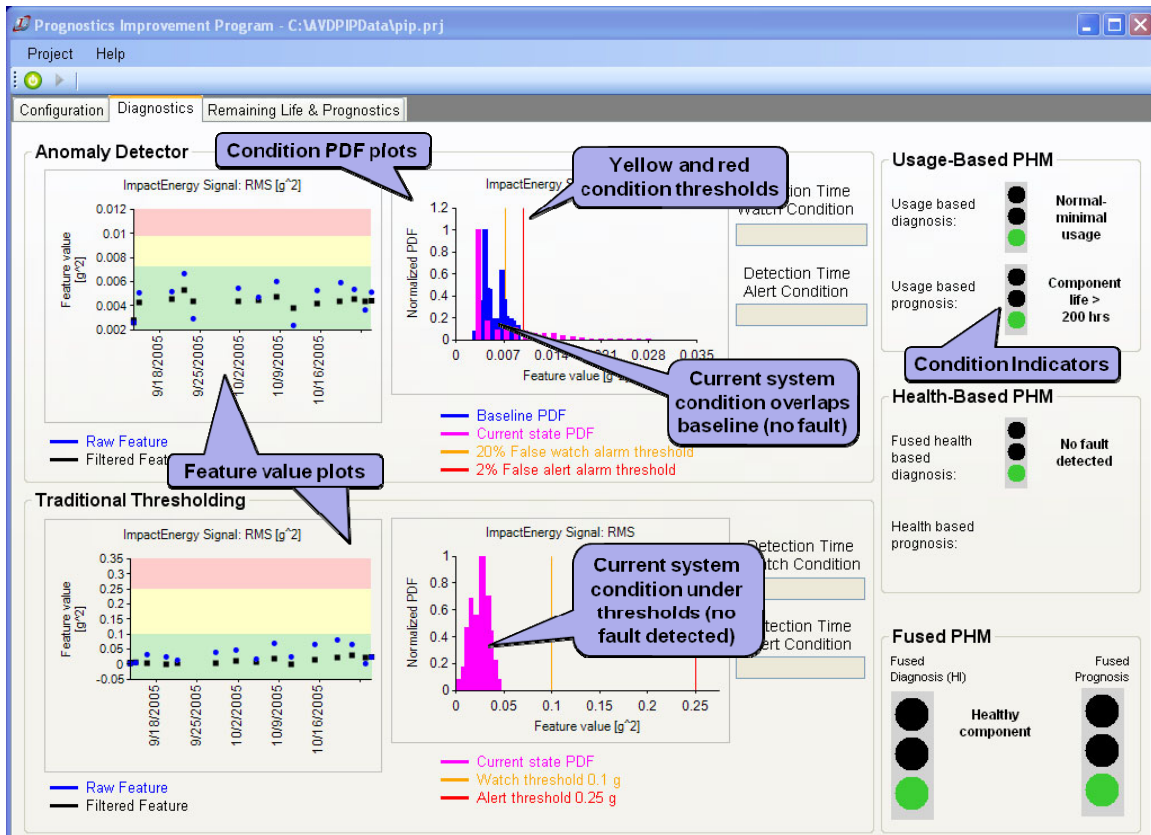 Prognostics Improvement Program - C:\AVDPIPData\pip.prj
Project Help
Configuration Diagnostics Remaining Life & Prognostics
Anomaly Detector
Condition PDF plots
Yellow and red
condition thresholds
ImpactEnergy Signal: RMS [g^2]
Feature value
[g^2]
0.012
0.01
0.008
0.006
0.004
0.002
9/18/2005
9/25/2005
10/2/2005
10/9/2005
10/16/2005
Raw Feature
Filtered
Feature value plots
ImpactEnergy
Normalized PDF
1.2
1
0.8
0.6
0.4
0.2
0
0 0.007 0.014 0.028 0.035
Feature value
Current system
condition overlaps
baseline (no fault)
Baseline PDF
Current state PDF
20% False watch alarm threshold
2% False alert alarm threshold
Time
Condition
Detection Time
Alert Condition
Usage-Based PHM
Usage based
diagnosis:
Normal-
minimal
usage
Usage based
prognosis:
Component
life >
200 hrs
Condition Indicators
Health-Based PHM
Fused health
based
diagnosis:
No fault
detected
Health based
prognosis:
Traditional Thresholding
ImpactEnergy Signal: RMS [g^2]
Feature value
[g^2]
0.35
0.3
0.25
0.2
0.15
0.1
0.05
0
-0.05
9/18/2005
9/25/2005
10/2/2005
10/9/2005
10/16/2005
Raw Feature
Filtered Feature
ImpactEnergy Signal: RMS
Normalized PDF
1
0.8
0.6
0.4
0.2
0
0 0.05 0.1 0.15 0.2 0.25
Feature value [g^2]
Current system
condition under
thresholds (no
fault detected)
Current state PDF
Watch threshold 0.1 g
Alert threshold 0.25 g
Detection Time
Condition
Time
Condition
Fused PHM
Fused
Diagnosis (HI)
Healthy
component
Fused
Prognosis